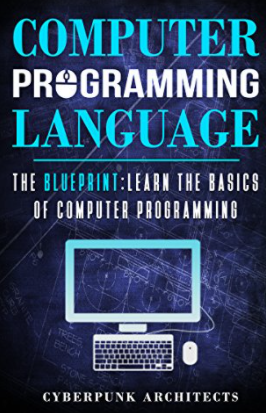 COMPUTER
PROGRAMMING
LANGUAGE
THE BLUEPRINT:LEARN THE BASICS
OF COMPUTER PROGRAMMING
CYBERPUNK ARCHITECTS